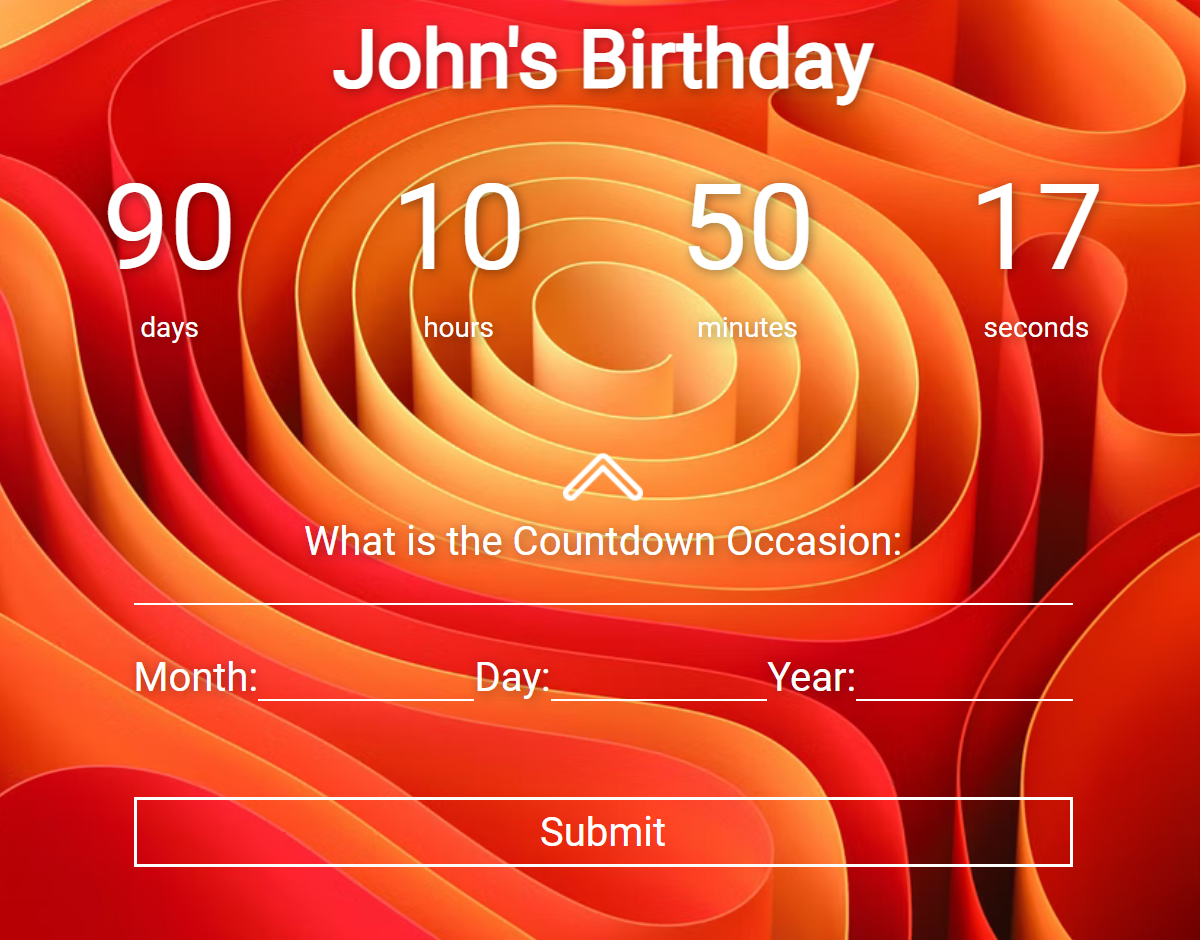 John's Birthday
90 10 50 17
days hours minutes seconds
What is the Countdown Occasion:
Month: Day: Year:
Submit